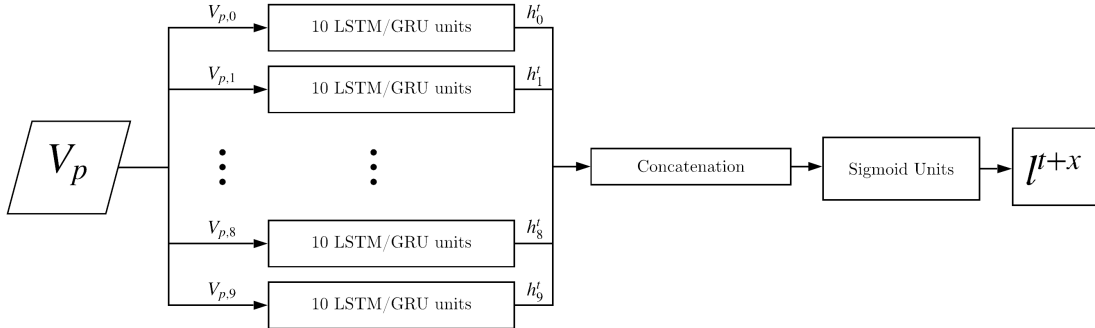 V_{p,0} 10 LSTM/GRU units h_0^t
V_{p,1} 10 LSTM/GRU units h_1^t
⋮ ⋮
V_p Concatenation Sigmoid Units l^{t+x}
V_{p,8} 10 LSTM/GRU units h_8^t
V_{p,9} 10 LSTM/GRU units h_9^t